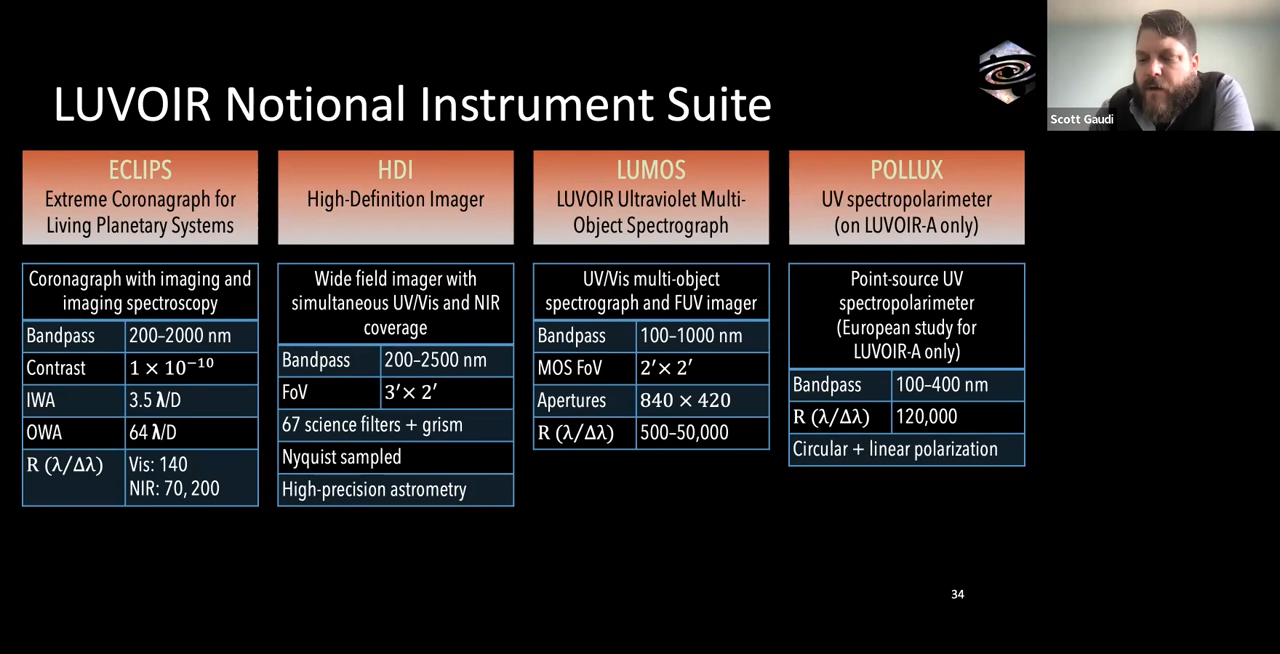 LUVOIR Notional Instrument Suite
Scott Gaudi
ECLIPS
Extreme Coronagraph for
Living Planetary Systems
Coronagraph with imaging and
imaging spectroscopy
Bandpass 200–2000 nm
Contrast 1 × 10⁻¹⁰
IWA 3.5 λ/D
OWA 64 λ/D
R (λ/Δλ) Vis: 140
NIR: 70, 200
HDI
High-Definition Imager
Wide field imager with
simultaneous UV/Vis and NIR
coverage
Bandpass 200–2500 nm
FoV 3′× 2′
67 science filters + grism
Nyquist sampled
High-precision astrometry
LUMOS
LUVOIR Ultraviolet Multi-
Object Spectrograph
UV/Vis multi-object
spectrograph and FUV imager
Bandpass 100–1000 nm
MOS FoV 2′× 2′
Apertures 840 × 420
R (λ/Δλ) 500–50,000
POLLUX
UV spectropolarimeter
(on LUVOIR-A only)
Point-source UV
spectropolarimeter
(European study for
LUVOIR-A only)
Bandpass 100–400 nm
R (λ/Δλ) 120,000
Circular + linear polarization
34